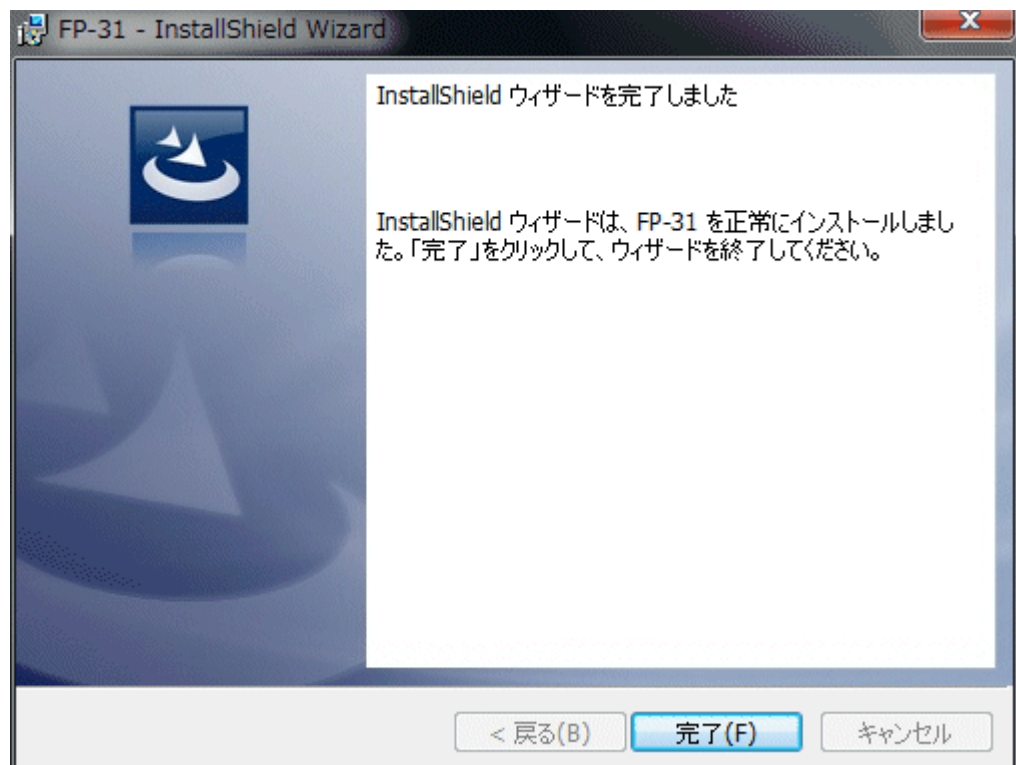 FP-31 - InstallShield Wizard
InstallShield ウィザードを完了しました
InstallShield ウィザードは、FP-31 を正常にインストールしまし
た。「完了」をクリックして、ウィザードを終了してください。
< 戻る(B) 完了(F) キャンセル